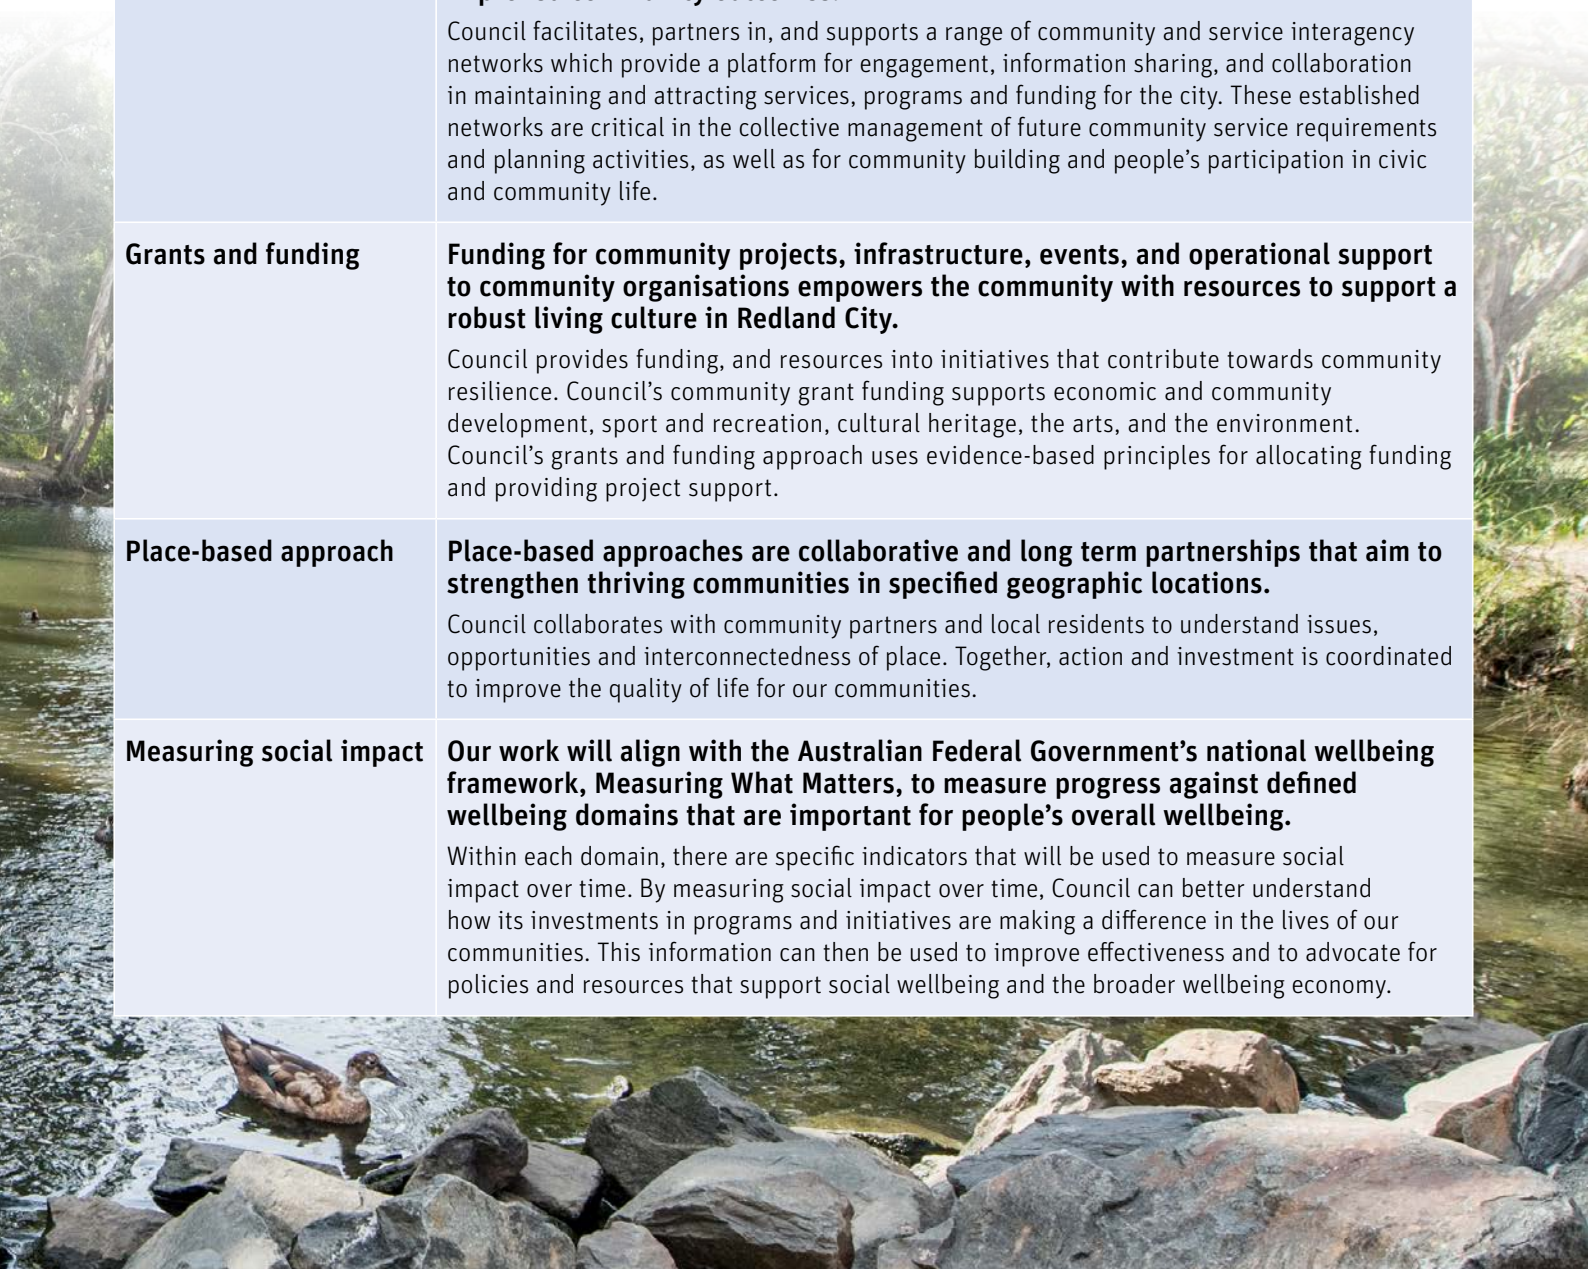 Council facilitates, partners in, and supports a range of community and service interagency
networks which provide a platform for engagement, information sharing, and collaboration
in maintaining and attracting services, programs and funding for the city. These established
networks are critical in the collective management of future community service requirements
and planning activities, as well as for community building and people’s participation in civic
and community life.
Grants and funding
Funding for community projects, infrastructure, events, and operational support
to community organisations empowers the community with resources to support a
robust living culture in Redland City.
Council provides funding, and resources into initiatives that contribute towards community
resilience. Council’s community grant funding supports economic and community
development, sport and recreation, cultural heritage, the arts, and the environment.
Council’s grants and funding approach uses evidence-based principles for allocating funding
and providing project support.
Place-based approach
Place-based approaches are collaborative and long term partnerships that aim to
strengthen thriving communities in specified geographic locations.
Council collaborates with community partners and local residents to understand issues,
opportunities and interconnectedness of place. Together, action and investment is coordinated
to improve the quality of life for our communities.
Measuring social impact
Our work will align with the Australian Federal Government’s national wellbeing
framework, Measuring What Matters, to measure progress against defined
wellbeing domains that are important for people’s overall wellbeing.
Within each domain, there are specific indicators that will be used to measure social
impact over time. By measuring social impact over time, Council can better understand
how its investments in programs and initiatives are making a difference in the lives of our
communities. This information can then be used to improve effectiveness and to advocate for
policies and resources that support social wellbeing and the broader wellbeing economy.